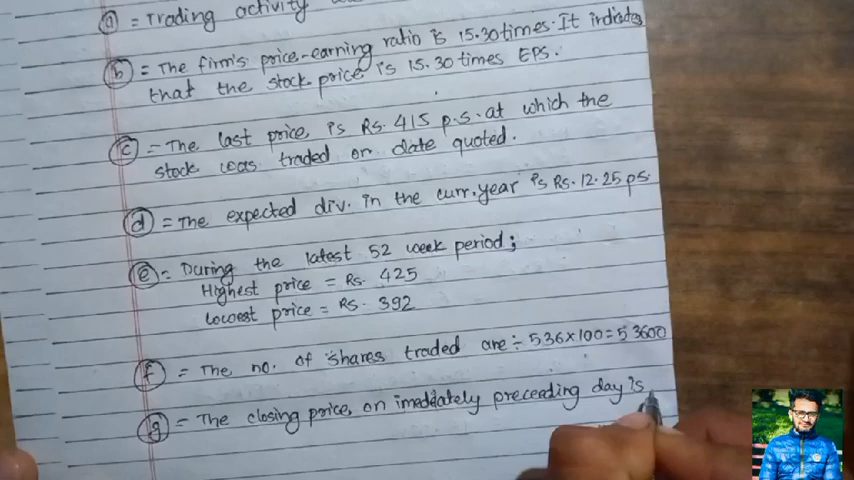 (a) = Trading activity
(b) = The firm's price-earning ratio is 15.30 times. It indicates
that the stock price is 15.30 times EPS.
(c) = The last price is Rs. 415 p.s. at which the
stock was traded on date quoted.
(d) = The expected div. in the curr. year is Rs. 12.25 ps.
(e) = During the latest 52 week period;
Highest price = Rs. 425
Lowest price = Rs. 392
(f) = The no. of shares traded are ÷ 536 x 100 = 53600
(g) = The closing price on imediately preceeding day is